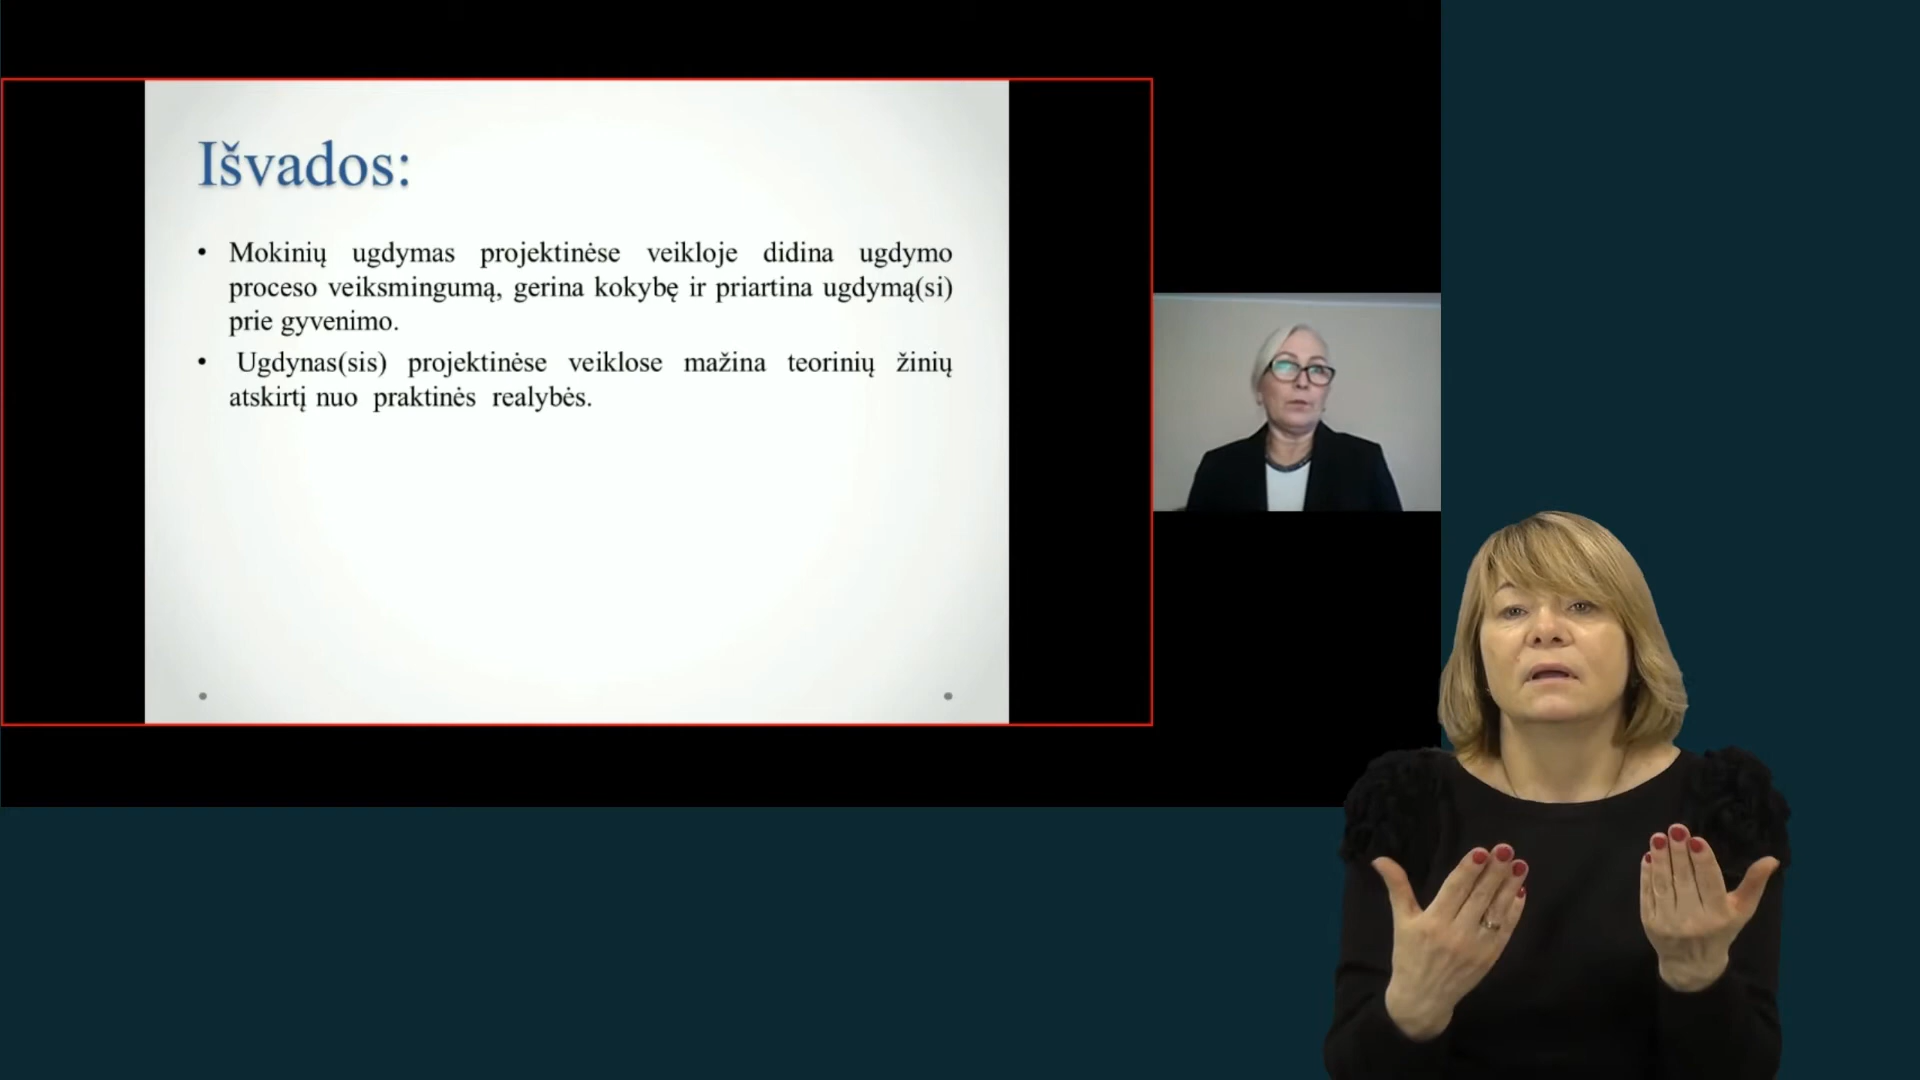 Išvados:
• Mokinių ugdymas projektinėse veikloje didina ugdymo
proceso veiksmingumą, gerina kokybę ir priartina ugdymą(si)
prie gyvenimo.
• Ugdynas(sis) projektinėse veiklose mažina teorinių žinių
atskirtį nuo praktinės realybės.